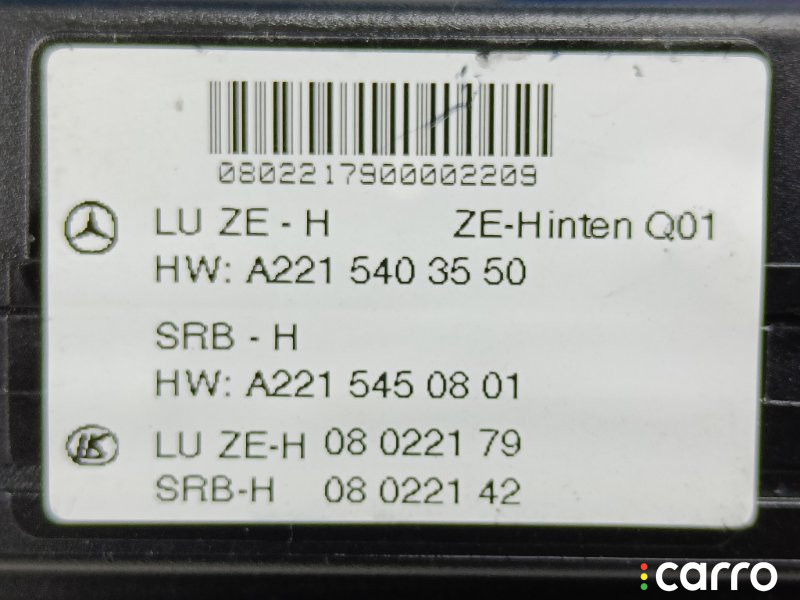 0802217900002209
LU ZE - H ZE-Hinten Q01
HW: A221 540 35 50
SRB - H
HW: A221 545 08 01
LK LU ZE-H 08 0221 79
SRB-H 08 0221 42
carro